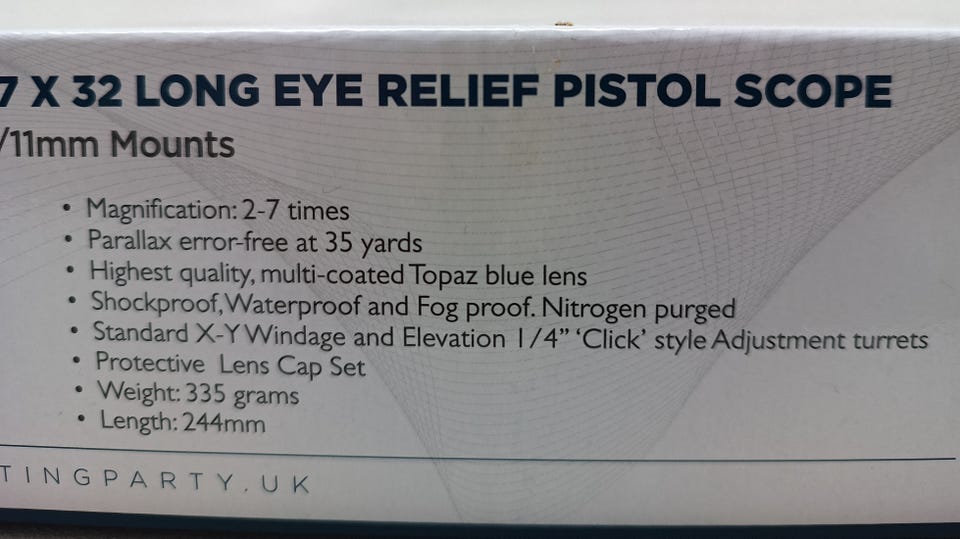 7 X 32 LONG EYE RELIEF PISTOL SCOPE
/11mm Mounts
• Magnification: 2-7 times
• Parallax error-free at 35 yards
• Highest quality, multi-coated Topaz blue lens
• Shockproof, Waterproof and Fog proof. Nitrogen purged
• Standard X-Y Windage and Elevation 1/4” ‘Click’ style Adjustment turrets
• Protective Lens Cap Set
• Weight: 335 grams
• Length: 244mm
TINGPARTY.UK